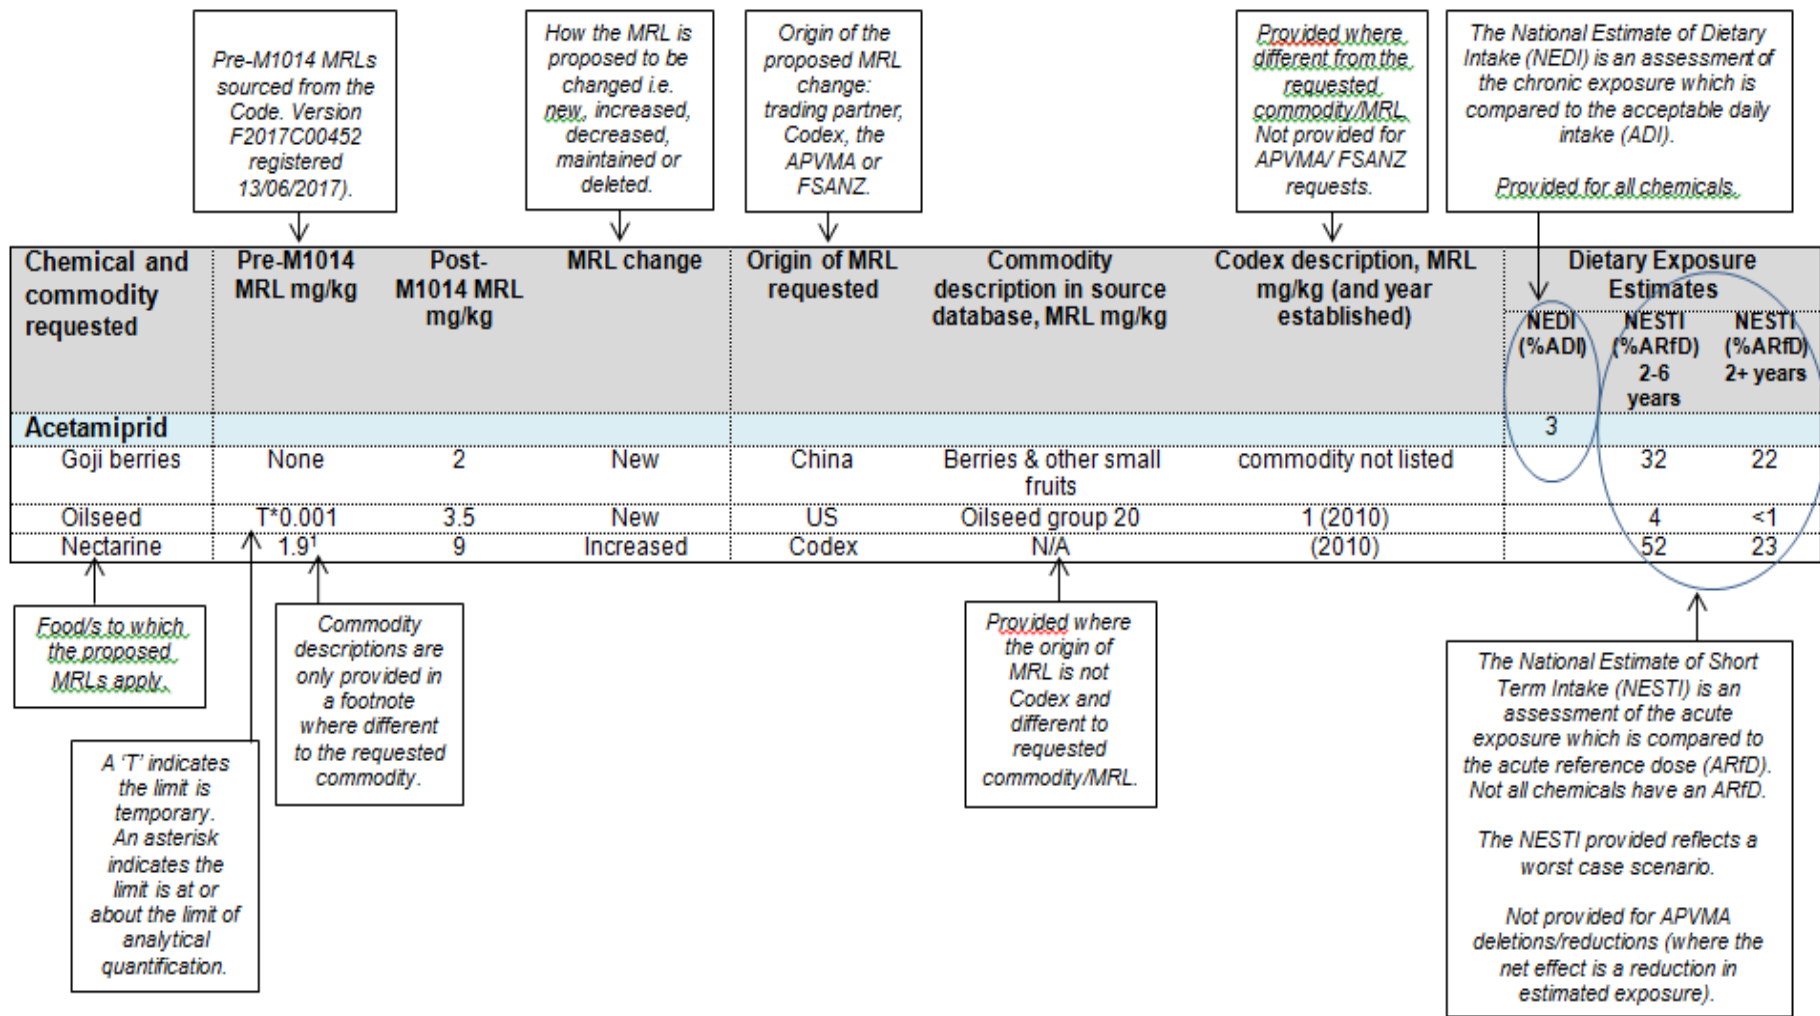 Pre-M1014 MRLs
sourced from the
Code. Version
F2017C00452
registered
13/06/2017).
How the MRL is
proposed to be
changed i.e.
new, increased,
decreased,
maintained or
deleted.
Origin of the
proposed MRL
change:
trading partner,
Codex, the
APVMA or
FSANZ.
Provided where
different from the
requested
commodity/MRL.
Not provided for
APVMA/ FSANZ
requests.
The National Estimate of Dietary
Intake (NEDI) is an assessment of
the chronic exposure which is
compared to the acceptable daily
intake (ADI).
Provided for all chemicals.
Chemical and
commodity
requested
Pre-M1014
MRL mg/kg
Post-
M1014 MRL
mg/kg
MRL change
Origin of MRL
requested
Commodity
description in source
database, MRL mg/kg
Codex description, MRL
mg/kg (and year
established)
Dietary Exposure
Estimates
NEDI
(%ADI)
NESTI
(%ARfD)
2-6
years
NESTI
(%ARfD)
2+ years
Acetamiprid 3
Goji berries None 2 New China Berries & other small fruits commodity not listed 32 22
Oilseed T*0.001 3.5 New US Oilseed group 20 1 (2010) 4 <1
Nectarine 1.9¹ 9 Increased Codex N/A (2010) 52 23
Food/s to which
the proposed
MRLs apply.
A 'T' indicates
the limit is
temporary.
An asterisk
indicates the
limit is at or
about the limit of
analytical
quantification.
Commodity
descriptions are
only provided in
a footnote
where different
to the requested
commodity.
Provided where
the origin of
MRL is not
Codex and
different to
requested
commodity/MRL.
The National Estimate of Short
Term Intake (NESTI) is an
assessment of the acute
exposure which is compared to
the acute reference dose (ARfD).
Not all chemicals have an ARfD.
The NESTI provided reflects a
worst case scenario.
Not provided for APVMA
deletions/reductions (where the
net effect is a reduction in
estimated exposure).